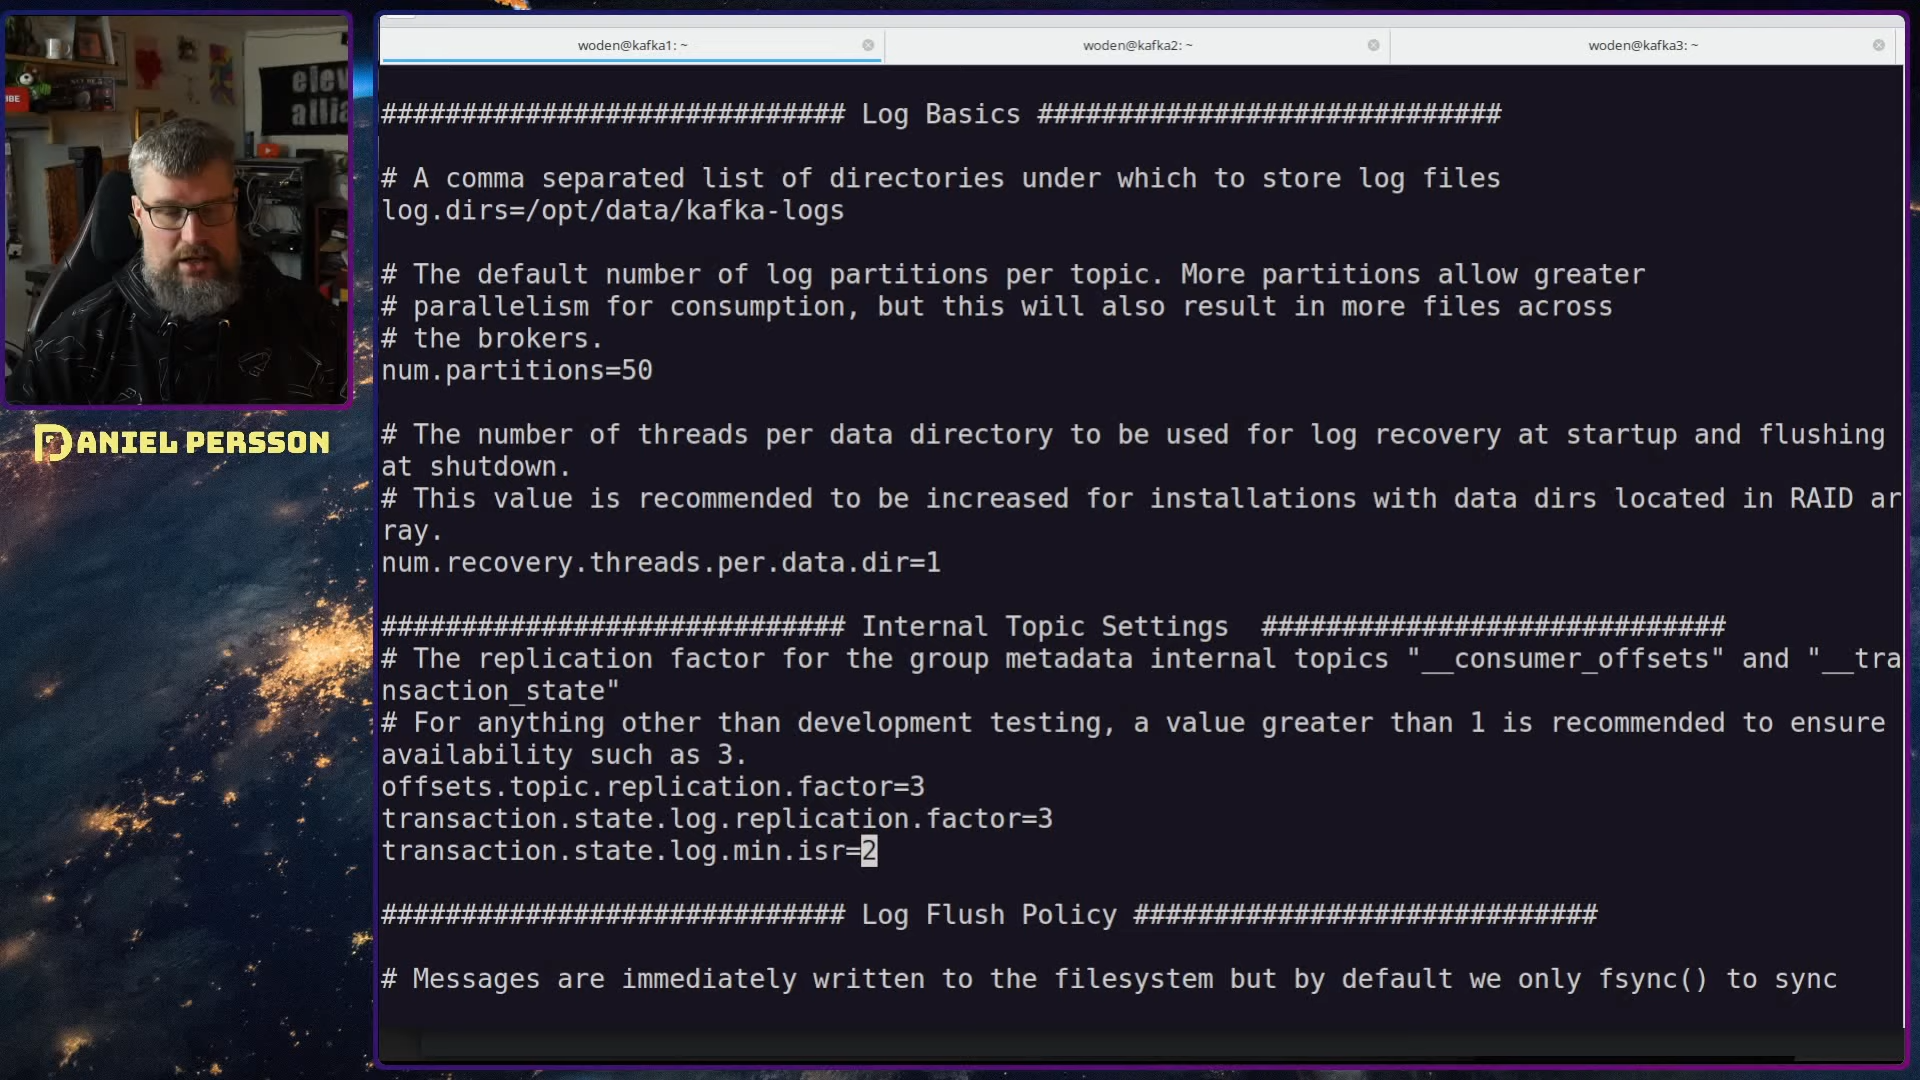 woden@kafka1: ~
woden@kafka2: ~
woden@kafka3: ~
############################# Log Basics #############################
# A comma separated list of directories under which to store log files
log.dirs=/opt/data/kafka-logs
# The default number of log partitions per topic. More partitions allow greater
# parallelism for consumption, but this will also result in more files across
# the brokers.
num.partitions=50
# The number of threads per data directory to be used for log recovery at startup and flushing
at shutdown.
# This value is recommended to be increased for installations with data dirs located in RAID ar
ray.
num.recovery.threads.per.data.dir=1
############################# Internal Topic Settings  #############################
# The replication factor for the group metadata internal topics "__consumer_offsets" and "__tra
nsaction_state"
# For anything other than development testing, a value greater than 1 is recommended to ensure
availability such as 3.
offsets.topic.replication.factor=3
transaction.state.log.replication.factor=3
transaction.state.log.min.isr=2
############################# Log Flush Policy #############################
# Messages are immediately written to the filesystem but by default we only fsync() to sync
DANIEL PERSSON